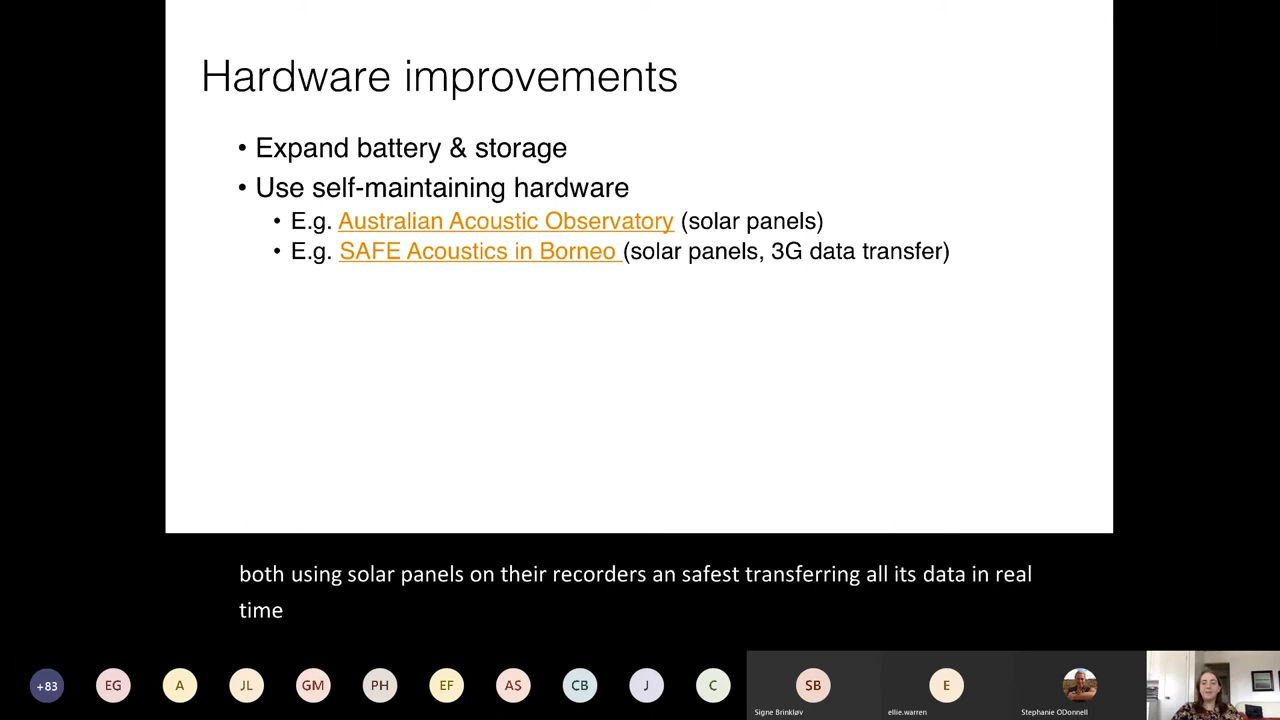 Hardware improvements
• Expand battery & storage
• Use self-maintaining hardware
• E.g. Australian Acoustic Observatory (solar panels)
• E.g. SAFE Acoustics in Borneo (solar panels, 3G data transfer)
both using solar panels on their recorders an safest transferring all its data in real
time
+83 EG A JL GM PH EF AS CB J C SB E
Signe Brinkløv ellie.warren Stephanie ODonnell